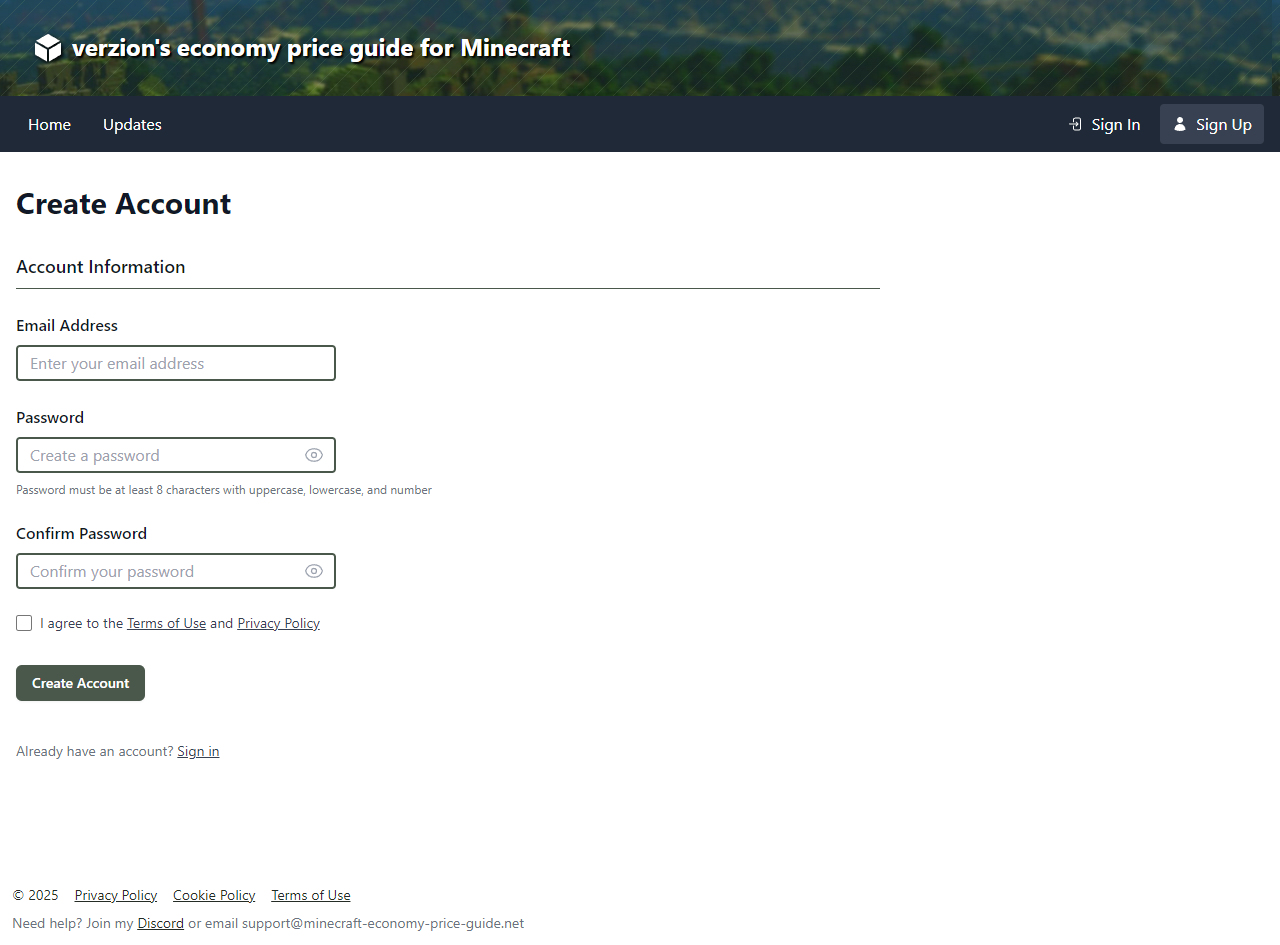 verzion's economy price guide for Minecraft
Home Updates Sign In Sign Up
Create Account
Account Information
Email Address
Enter your email address
Password
Create a password
Password must be at least 8 characters with uppercase, lowercase, and number
Confirm Password
Confirm your password
I agree to the Terms of Use and Privacy Policy
Create Account
Already have an account? Sign in
© 2025 Privacy Policy Cookie Policy Terms of Use
Need help? Join my Discord or email support@minecraft-economy-price-guide.net